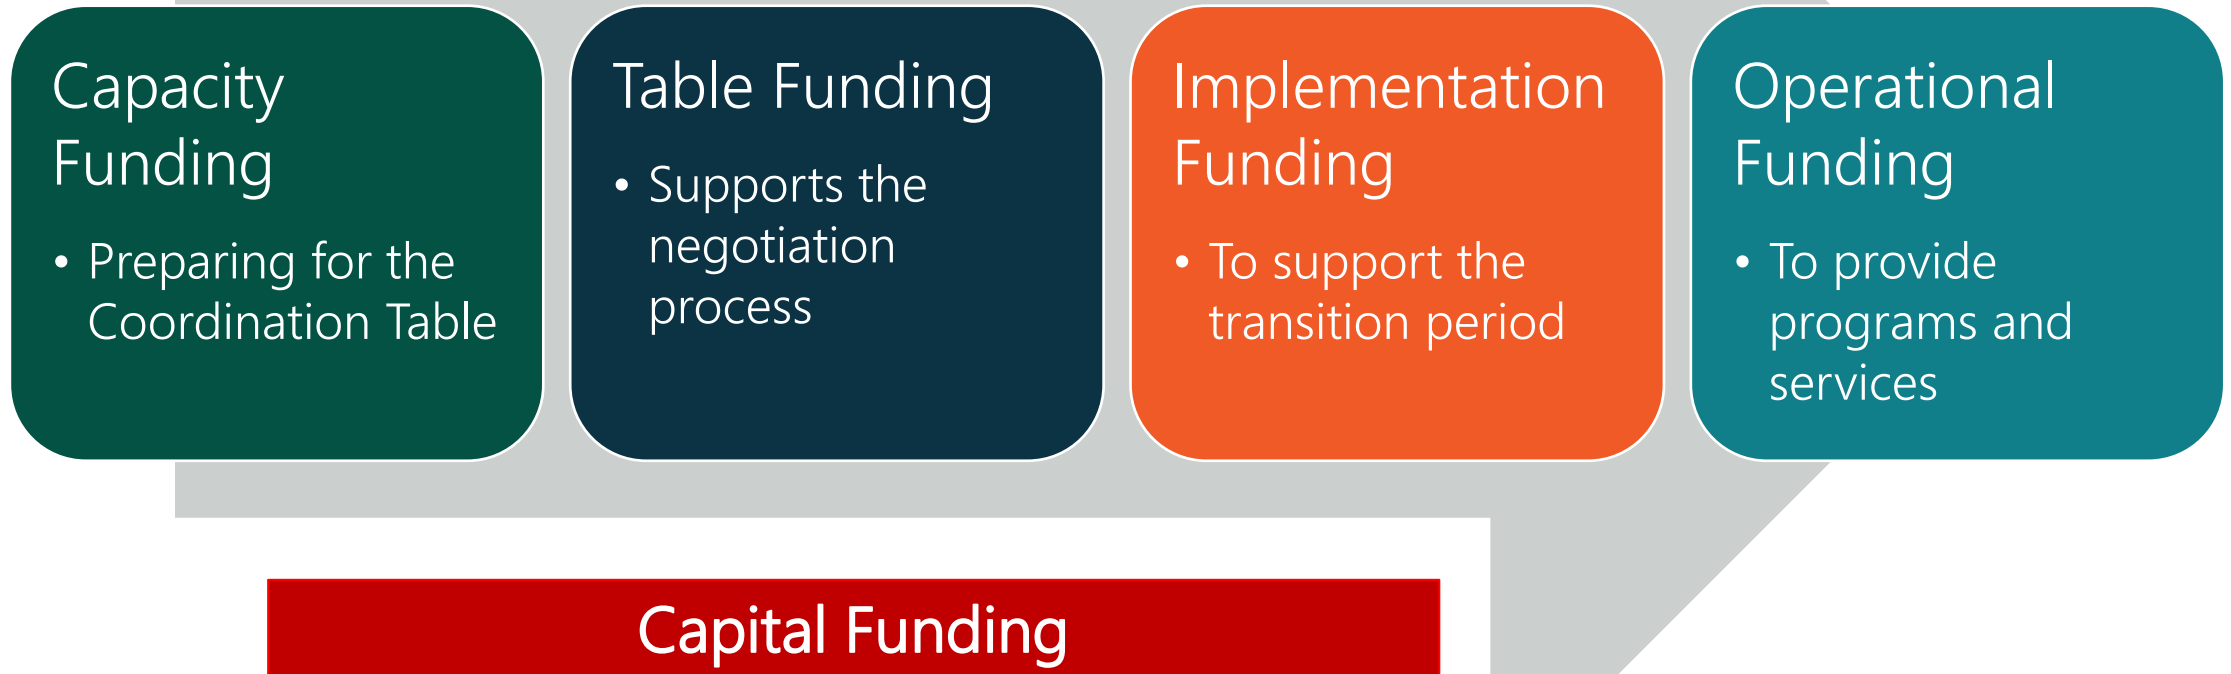 Capacity
Funding
• Preparing for the
Coordination Table
Table Funding
• Supports the
negotiation
process
Implementation
Funding
• To support the
transition period
Operational
Funding
• To provide
programs and
services
Capital Funding